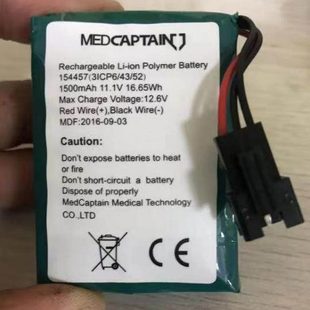 MEDCAPTAIN
Rechargeable Li-ion Polymer Battery
154457(3ICP6/43/52)
1500mAh 11.1V 16.65Wh
Max Charge Voltage:12.6V
Red Wire(+),Black Wire(-)
MDF:2016-09-03
Caution:
Don't expose batteries to heat
or fire
Don't short-circuit a battery
Dispose of properly
MedCaptain Medical Technology
CO.,LTD
CE